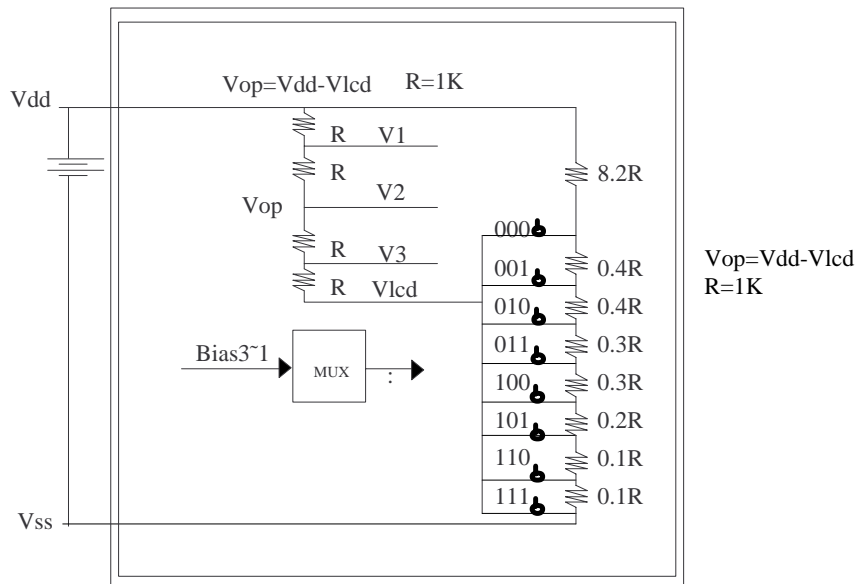 Vop=Vdd-Vlcd R=1K
Vdd
R V1
R
8.2R
Vop V2
000
R V3
001 0.4R
R Vlcd
010 0.4R
011 0.3R
Bias3~1
MUX
:
100 0.3R
101 0.2R
110 0.1R
111 0.1R
Vss
Vop=Vdd-Vlcd
R=1K